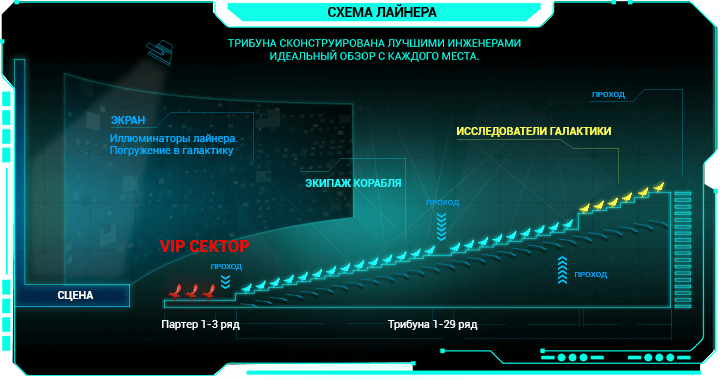 СХЕМА ЛАЙНЕРА
ТРИБУНА СКОНСТРУИРОВАНА ЛУЧШИМИ ИНЖЕНЕРАМИ
ИДЕАЛЬНЫЙ ОБЗОР С КАЖДОГО МЕСТА.
ПРОХОД
ЭКРАН
Иллюминаторы лайнера.
Погружение в галактику
ИССЛЕДОВАТЕЛИ ГАЛАКТИКИ
ЭКИПАЖ КОРАБЛЯ
ПРОХОД
VIP СЕКТОР
ПРОХОД
ПРОХОД
СЦЕНА
Партер 1-3 ряд
Трибуна 1-29 ряд